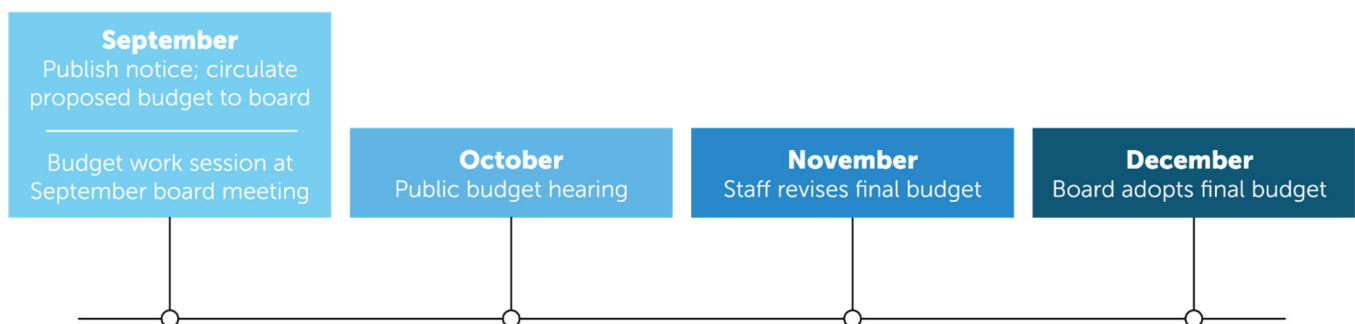 September
Publish notice; circulate
proposed budget to board
Budget work session at
September board meeting
October
Public budget hearing
November
Staff revises final budget
December
Board adopts final budget